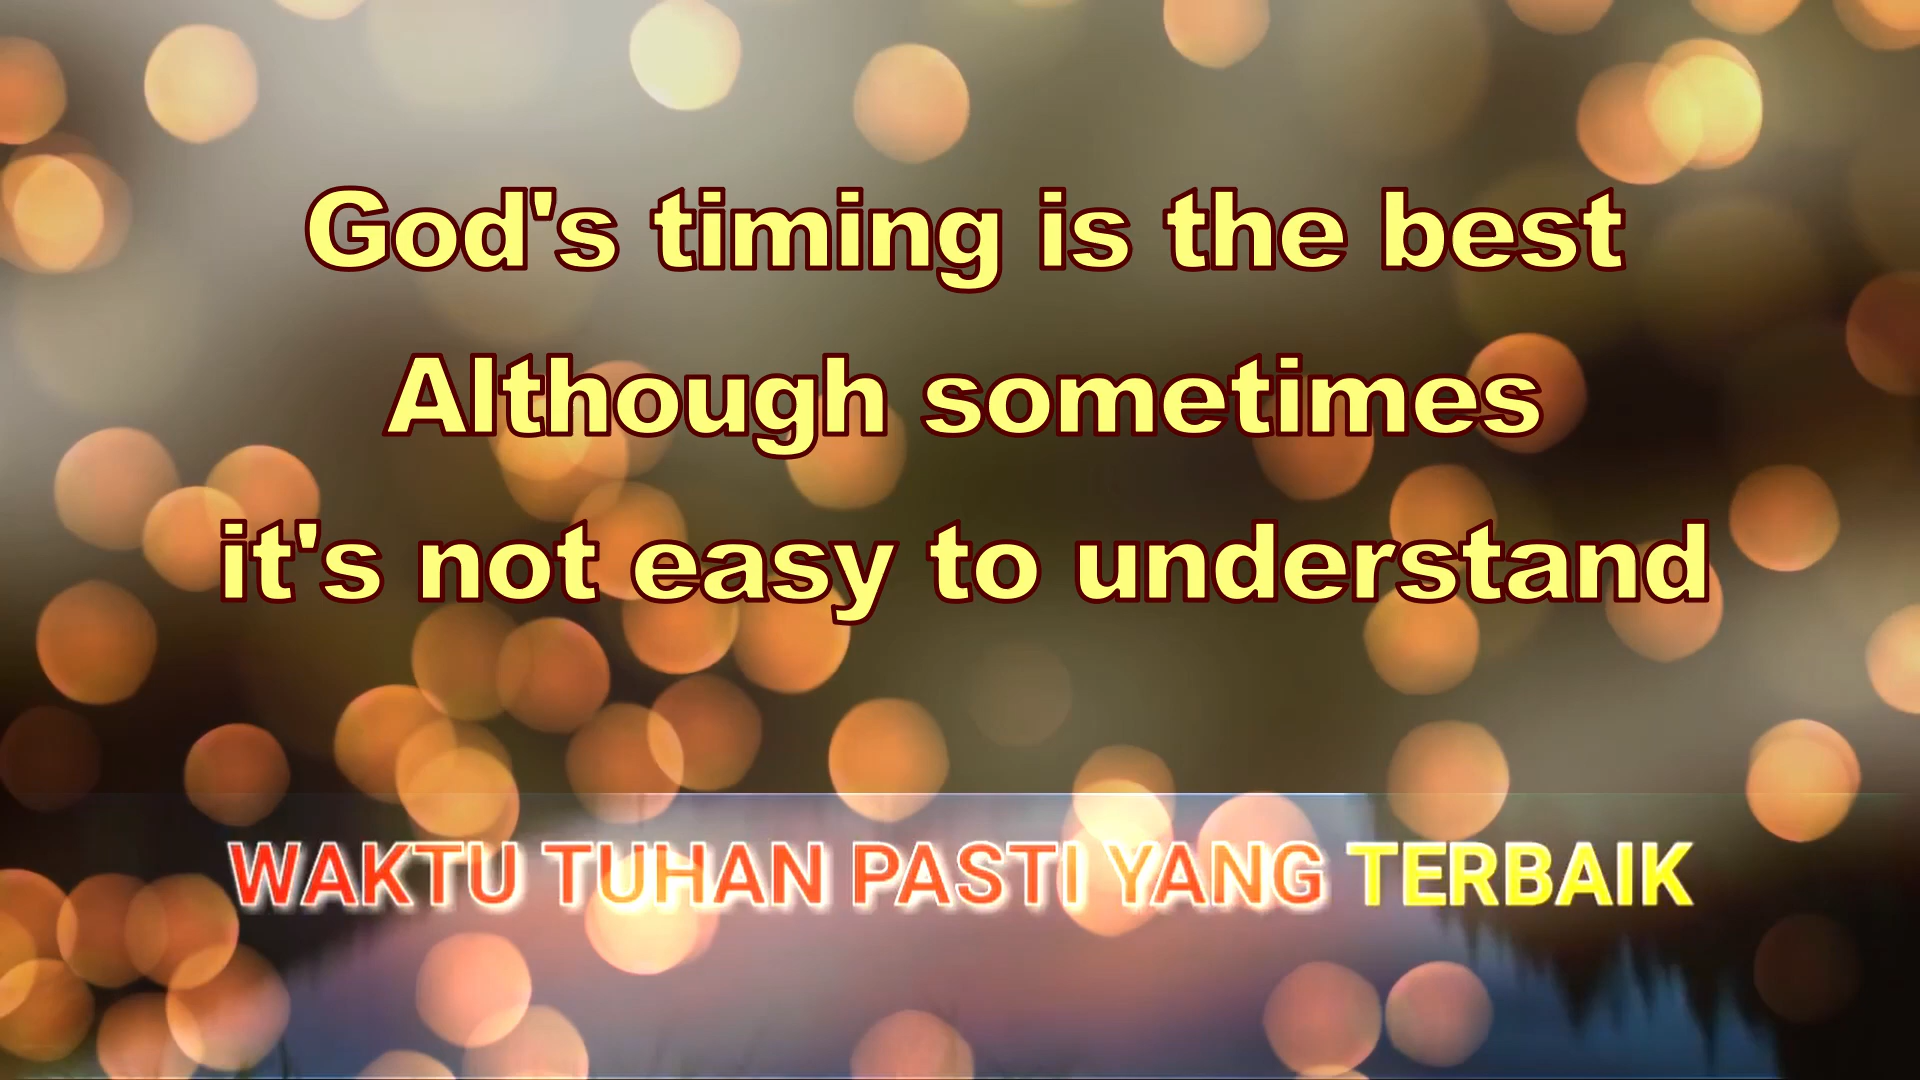 God's timing is the best
Although sometimes
it's not easy to understand
WAKTU TUHAN PASTI YANG TERBAIK